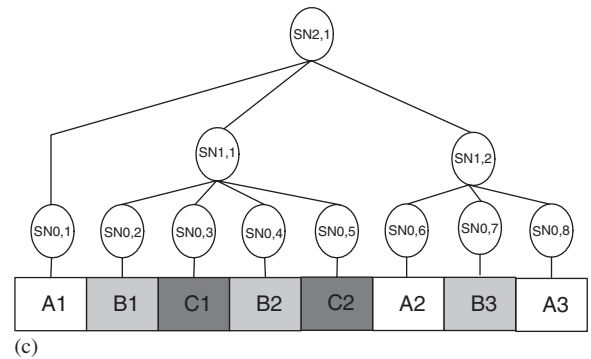 SN2,1
SN1,1 SN1,2
SN0,1 SN0,2 SN0,3 SN0,4 SN0,5 SN0,6 SN0,7 SN0,8
A1 B1 C1 B2 C2 A2 B3 A3
(c)